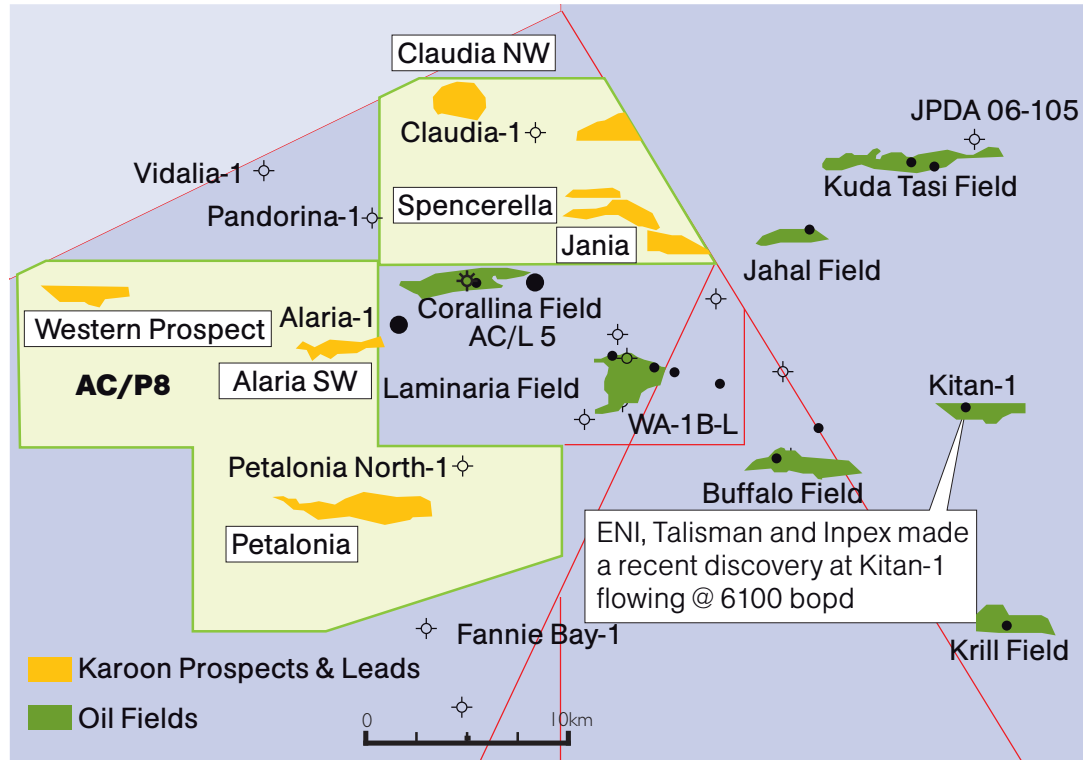 Claudia NW
JPDA 06-105
Claudia-1
Vidalia-1
Kuda Tasi Field
Pandorina-1
Spencerella
Jania
Jahal Field
Corallina Field
AC/L 5
Alaria-1
Western Prospect
AC/P8
Alaria SW
Laminaria Field
Kitan-1
WA-1B-L
Petalonia North-1
Buffalo Field
Petalonia
ENI, Talisman and Inpex made
a recent discovery at Kitan-1
flowing @ 6100 bopd
Fannie Bay-1
Krill Field
Karoon Prospects & Leads
Oil Fields
0 10km